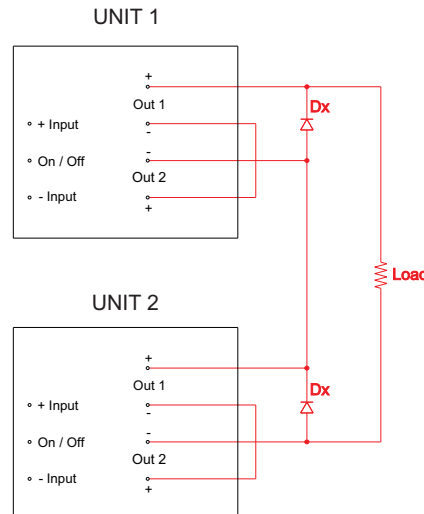 UNIT 1
+
Out 1
-
+ Input
On / Off
- Input
-
Out 2
+
Dx
Load
UNIT 2
+
Out 1
-
+ Input
On / Off
- Input
-
Out 2
+
Dx